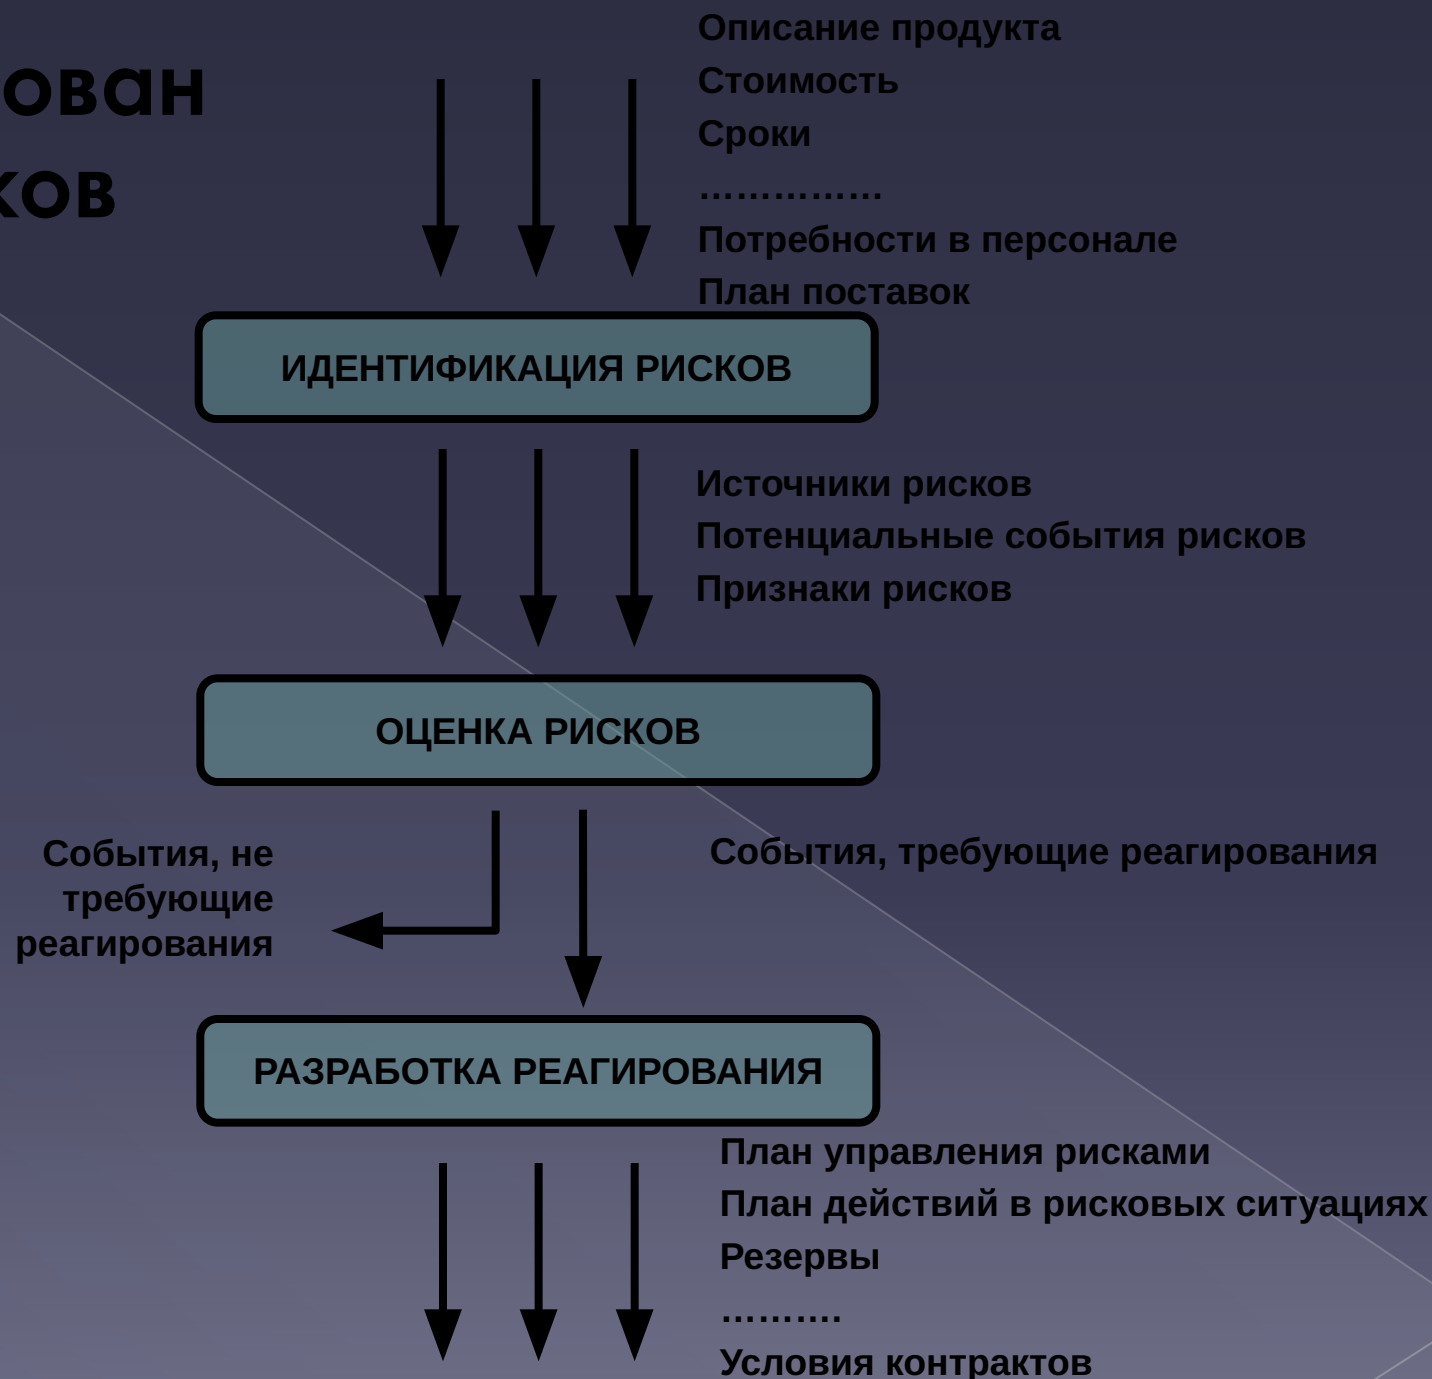 ован
ков
Описание продукта
Стоимость
Сроки
……………
Потребности в персонале
План поставок
ИДЕНТИФИКАЦИЯ РИСКОВ
Источники рисков
Потенциальные события рисков
Признаки рисков
ОЦЕНКА РИСКОВ
События, не
требующие
реагирования
События, требующие реагирования
РАЗРАБОТКА РЕАГИРОВАНИЯ
План управления рисками
План действий в рисковых ситуациях
Резервы
……….
Условия контрактов